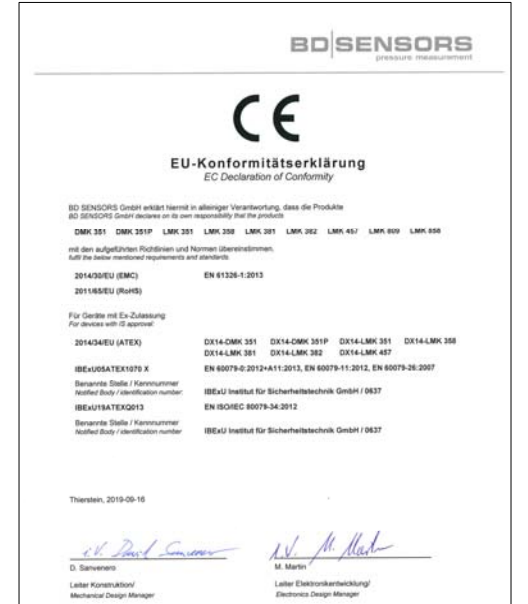 BD|SENSORS
pressure measurement
CE
EU-Konformitätserklärung
EC Declaration of Conformity
BD SENSORS GmbH erklärt hiermit in alleiniger Verantwortung, dass die Produkte
BD SENSORS GmbH declares on its own responsibility that the products
DMK 351 DMK 351P LMK 351 LMK 358 LMK 381 LMK 382 LMK 457 LMK 809 LMK 858
mit den aufgeführten Richtlinien und Normen übereinstimmen.
fulfil the below mentioned requirements and standards
2014/30/EU (EMC) EN 61326-1:2013
2011/65/EU (RoHS)
Für Geräte mit Ex-Zulassung
For devices with IS approval:
2014/34/EU (ATEX) DX14-DMK 351 DX14-DMK 351P DX14-LMK 351 DX14-LMK 358
DX14-LMK 381 DX14-LMK 382 DX14-LMK 457
IBExU05ATEX1070 X EN 60079-0:2012+A11:2013, EN 60079-11:2012, EN 60079-26:2007
Benannte Stelle / Kennnummer
Notified Body / identification number: IBExU Institut für Sicherheitstechnik GmbH / 0637
IBExU19ATEXQ013 EN ISO/IEC 80079-34:2012
Benannte Stelle / Kennnummer
Notified Body / identification number IBExU Institut für Sicherheitstechnik GmbH / 0637
Thierstein, 2019-09-16
i.V. David Sanvenero i.V. M. Martin
D. Sanvenero M. Martin
Leiter Konstruktion/ Leiter Elektronikentwicklung/
Mechanical Design Manager Electronics Design Manager